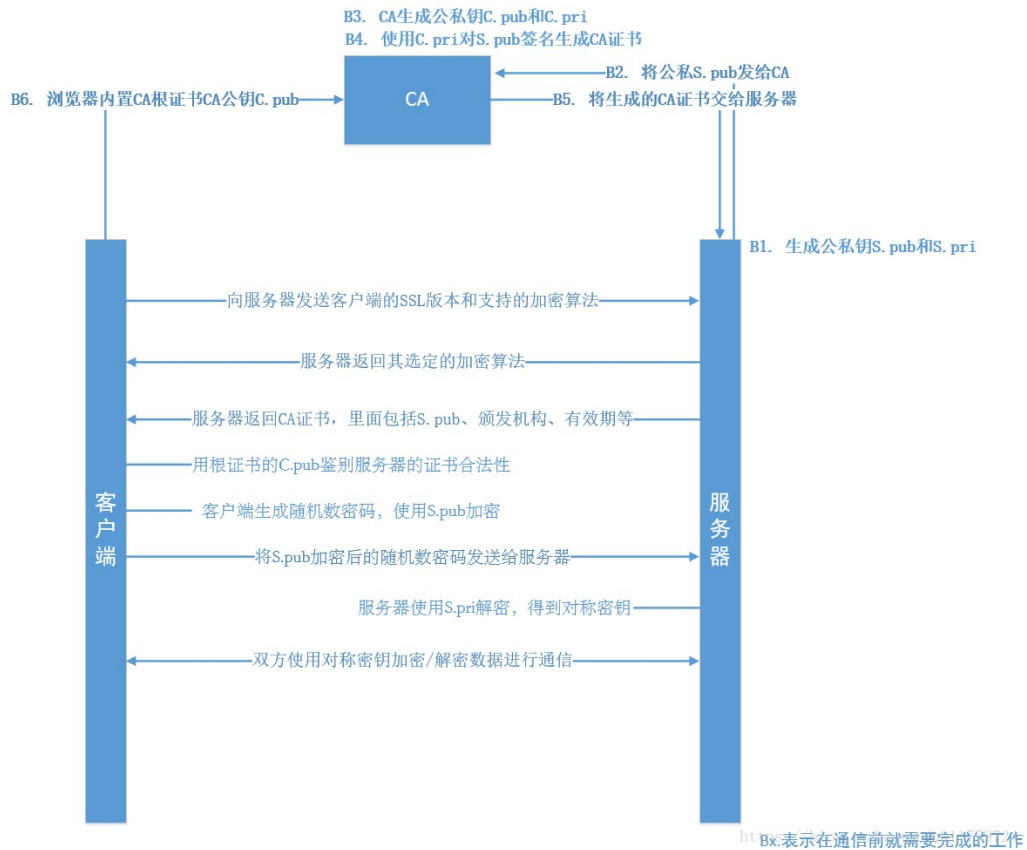 B3. CA生成公私钥C.pub和C.pri
B4. 使用C.pri对S.pub签名生成CA证书
B2. 将公私S.pub发给CA
B6. 浏览器内置CA根证书CA公钥C.pub
CA
B5. 将生成的CA证书交给服务器
B1. 生成公私钥S.pub和S.pri
向服务器发送客户端的SSL版本和支持的加密算法
服务器返回其选定的加密算法
服务器返回CA证书，里面包括S.pub、颁发机构、有效期等
用根证书的C.pub鉴别服务器的证书合法性
客户端
服务器
客户端生成随机数密码，使用S.pub加密
将S.pub加密后的随机数密码发送给服务器
服务器使用S.pri解密，得到对称密钥
双方使用对称密钥加密/解密数据进行通信
Bx.表示在通信前就需要完成的工作